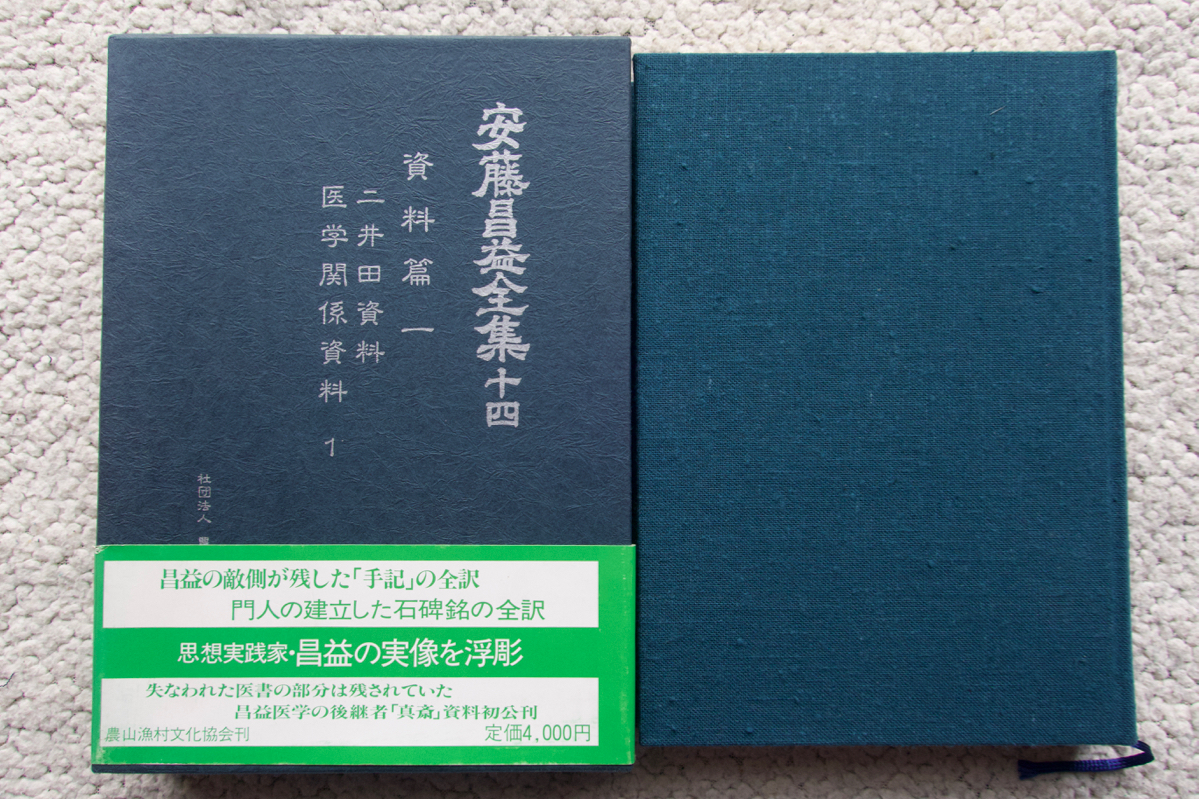 安藤昌益全集十四
資料篇一
二井田資料
医学関係資料 1
社団法人
昌益の敵側が残した「手記」の全訳
門人の建立した石碑銘の全訳
思想実践家・昌益の実像を浮彫
失なわれた医書の部分は残されていた
昌益医学の後継者「真斎」資料初公刊
農山漁村文化協会刊
定価4,000円